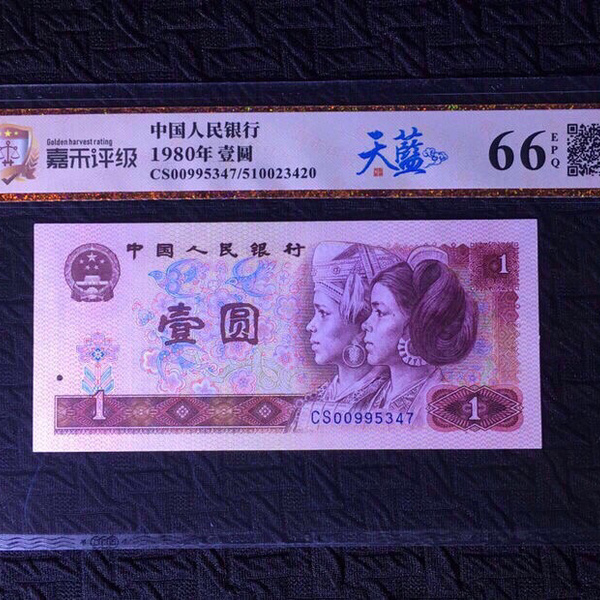 Golden harvest rating
嘉禾评级
中国人民银行
1980年 壹圆
CS00995347/510023420
天藍
66
EPQ
中国人民银行
1
壹圆
1
CS00995347
1